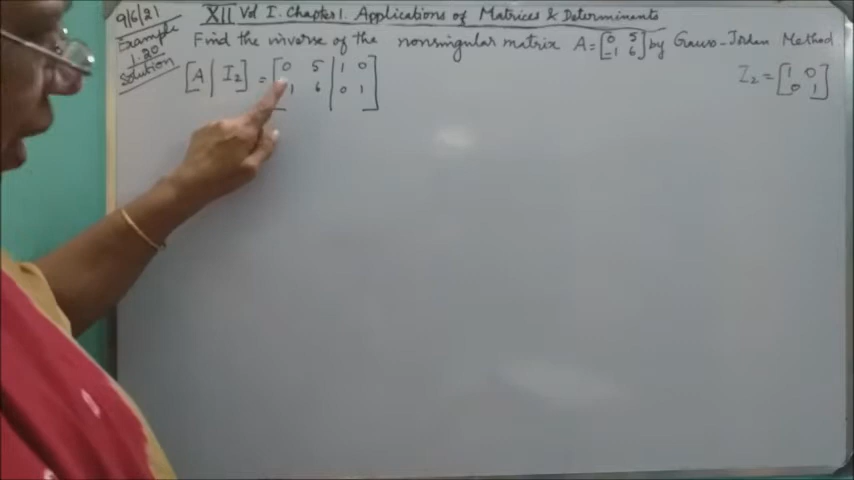 9/6/21 XII Vol I. Chapter 1. Applications of Matrices & Determinants
Example 1.20 Find the inverse of the nonsingular matrix A = [0 5
-1 6] by Gauss-Jordan Method
Solution [A | I2] = [0 5 | 1 0
1 6 | 0 1]
I2 = [1 0
0 1]